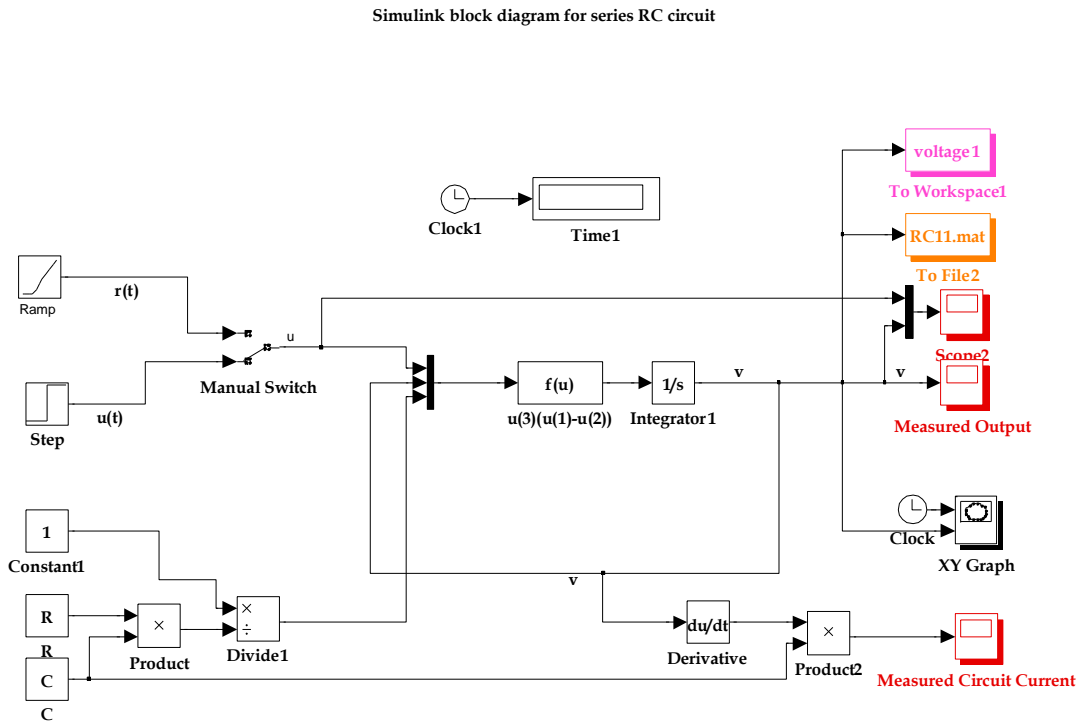 Simulink block diagram for series RC circuit
voltage1
To Workspace1
Clock1
Time1
RC11.mat
To File2
r(t)
Ramp
u
Scope2
Manual Switch
f(u)
1/s
v
v
u(t)
u(3)(u(1)-u(2))
Integrator1
Measured Output
Step
1
Constant1
Clock
XY Graph
v
R
×
÷
×
du/dt
×
R
Product
Divide1
Derivative
Product2
C
Measured Circuit Current
C